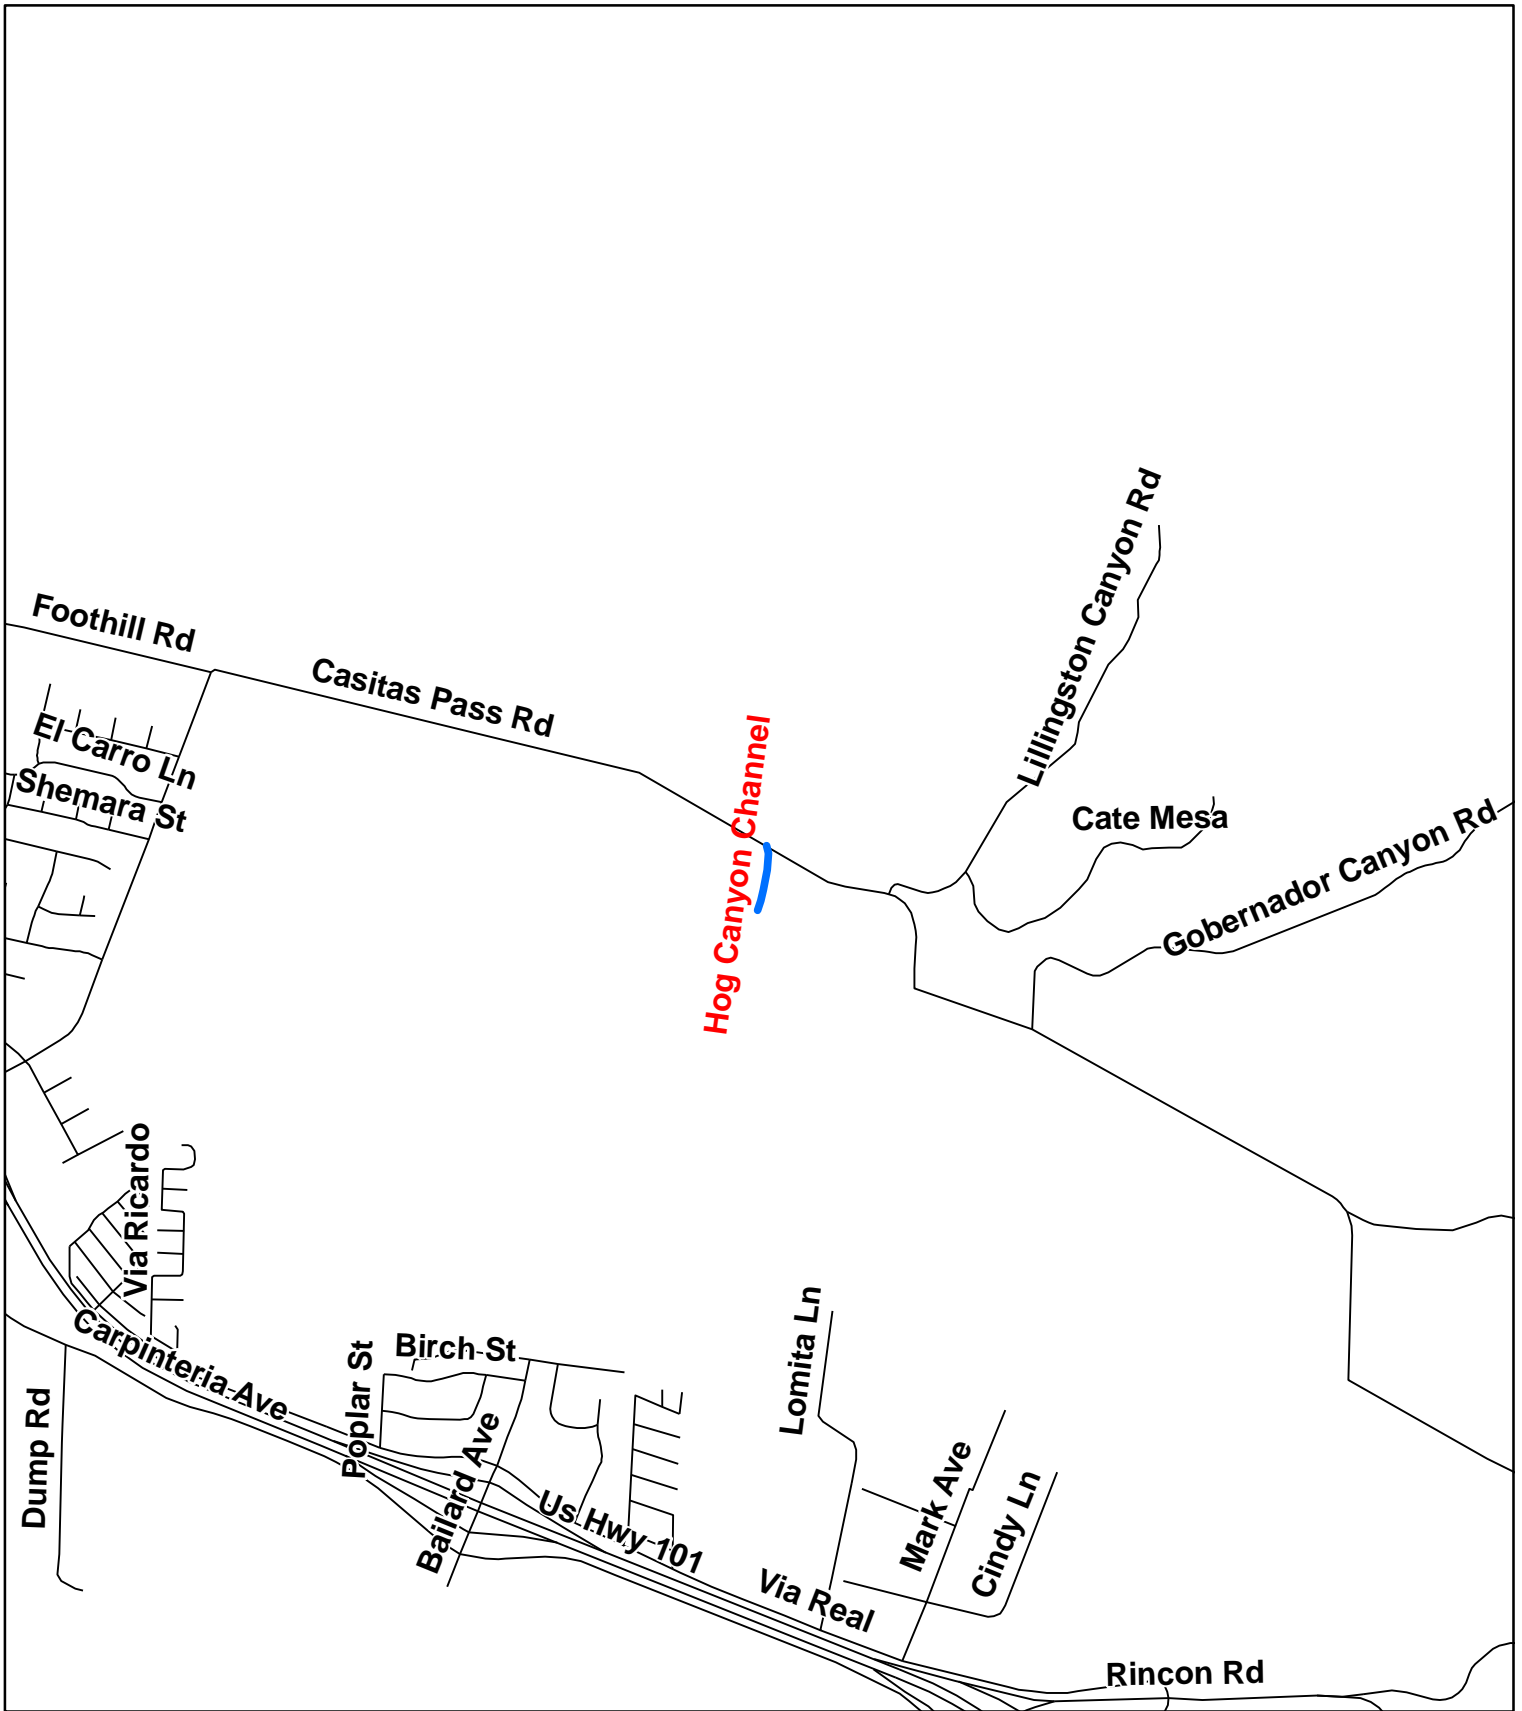 Lillingston Canyon Rd
Foothill Rd
Casitas Pass Rd
El Carro Ln
Shemara St
Hog Canyon Channel
Cate Mesa
Gobernador Canyon Rd
Via Ricardo
Carpinteria Ave
Dump Rd
Poplar St
Birch St
Bailard Ave
Us Hwy 101
Lomita Ln
Via Real
Mark Ave
Cindy Ln
Rincon Rd